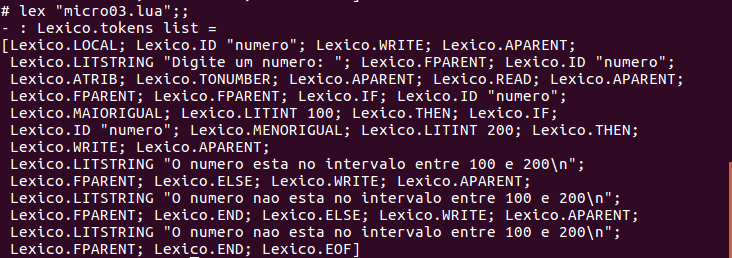 # lex "micro03.lua";;
- : Lexico.tokens list =
[Lexico.LOCAL; Lexico.ID "numero"; Lexico.WRITE; Lexico.APARENT;
 Lexico.LITSTRING "Digite um numero: "; Lexico.FPARENT; Lexico.ID "numero";
 Lexico.ATRIB; Lexico.TONUMBER; Lexico.APARENT; Lexico.READ; Lexico.APARENT;
 Lexico.FPARENT; Lexico.FPARENT; Lexico.IF; Lexico.ID "numero";
 Lexico.MAIORIGUAL; Lexico.LITINT 100; Lexico.THEN; Lexico.IF;
 Lexico.ID "numero"; Lexico.MENORIGUAL; Lexico.LITINT 200; Lexico.THEN;
 Lexico.WRITE; Lexico.APARENT;
 Lexico.LITSTRING "O numero esta no intervalo entre 100 e 200\n";
 Lexico.FPARENT; Lexico.ELSE; Lexico.WRITE; Lexico.APARENT;
 Lexico.LITSTRING "O numero nao esta no intervalo entre 100 e 200\n";
 Lexico.FPARENT; Lexico.END; Lexico.ELSE; Lexico.WRITE; Lexico.APARENT;
 Lexico.LITSTRING "O numero nao esta no intervalo entre 100 e 200\n";
 Lexico.FPARENT; Lexico.END; Lexico.EOF]